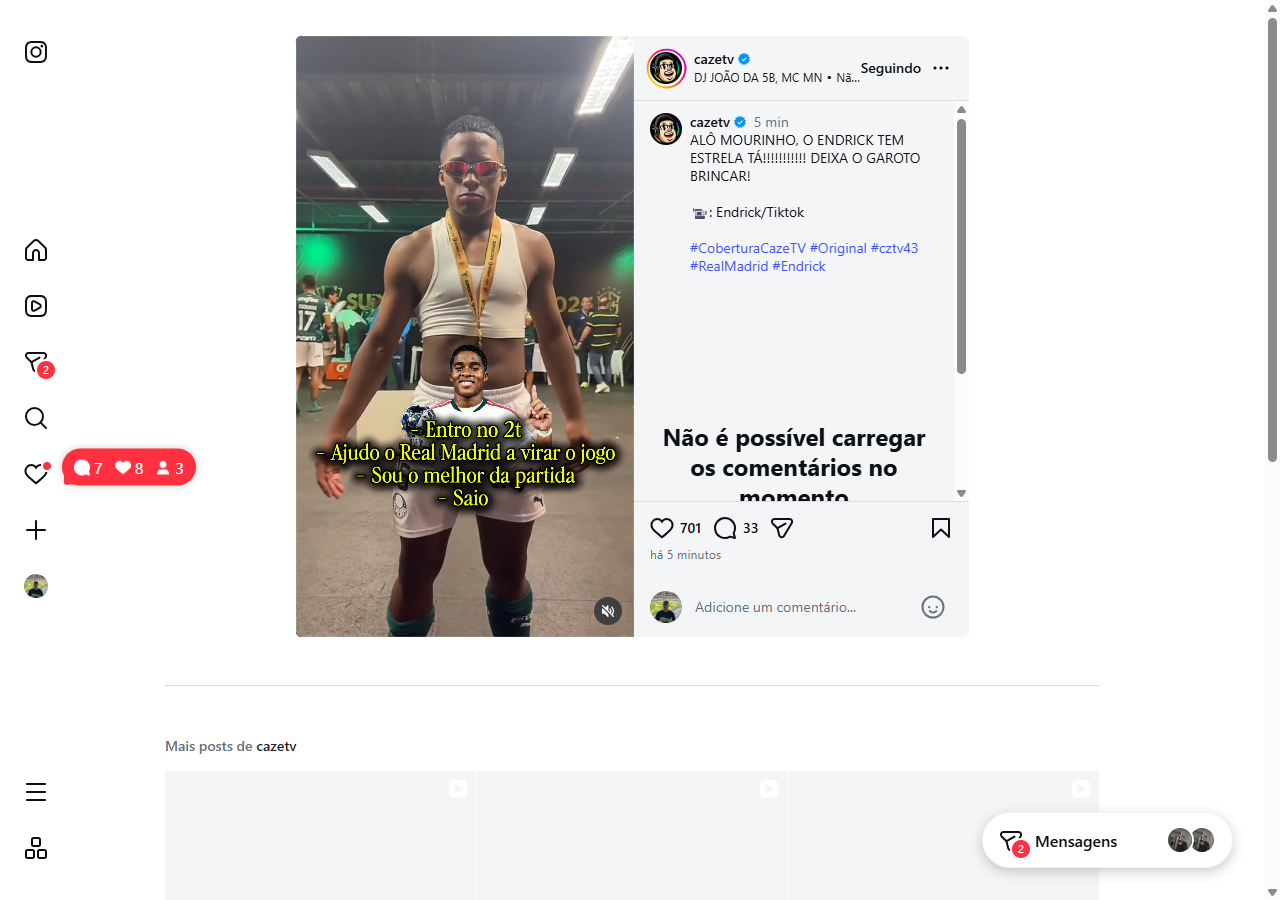 cazetv
DJ JOÃO DA 5B, MC MN • Nã...
Seguindo
cazetv 5 min
ALÔ MOURINHO, O ENDRICK TEM
ESTRELA TÁ!!!!!!!!!!! DEIXA O GAROTO
BRINCAR!
: Endrick/Tiktok
#CoberturaCazeTV #Original #cztv43
#RealMadrid #Endrick
- Entro no 2t
- Ajudo o Real Madrid a virar o jogo
- Sou o melhor da partida
- Saio
Não é possível carregar
os comentários no
momento
701 33
há 5 minutos
Adicione um comentário...
2
7 8 3
Mais posts de cazetv
2
Mensagens